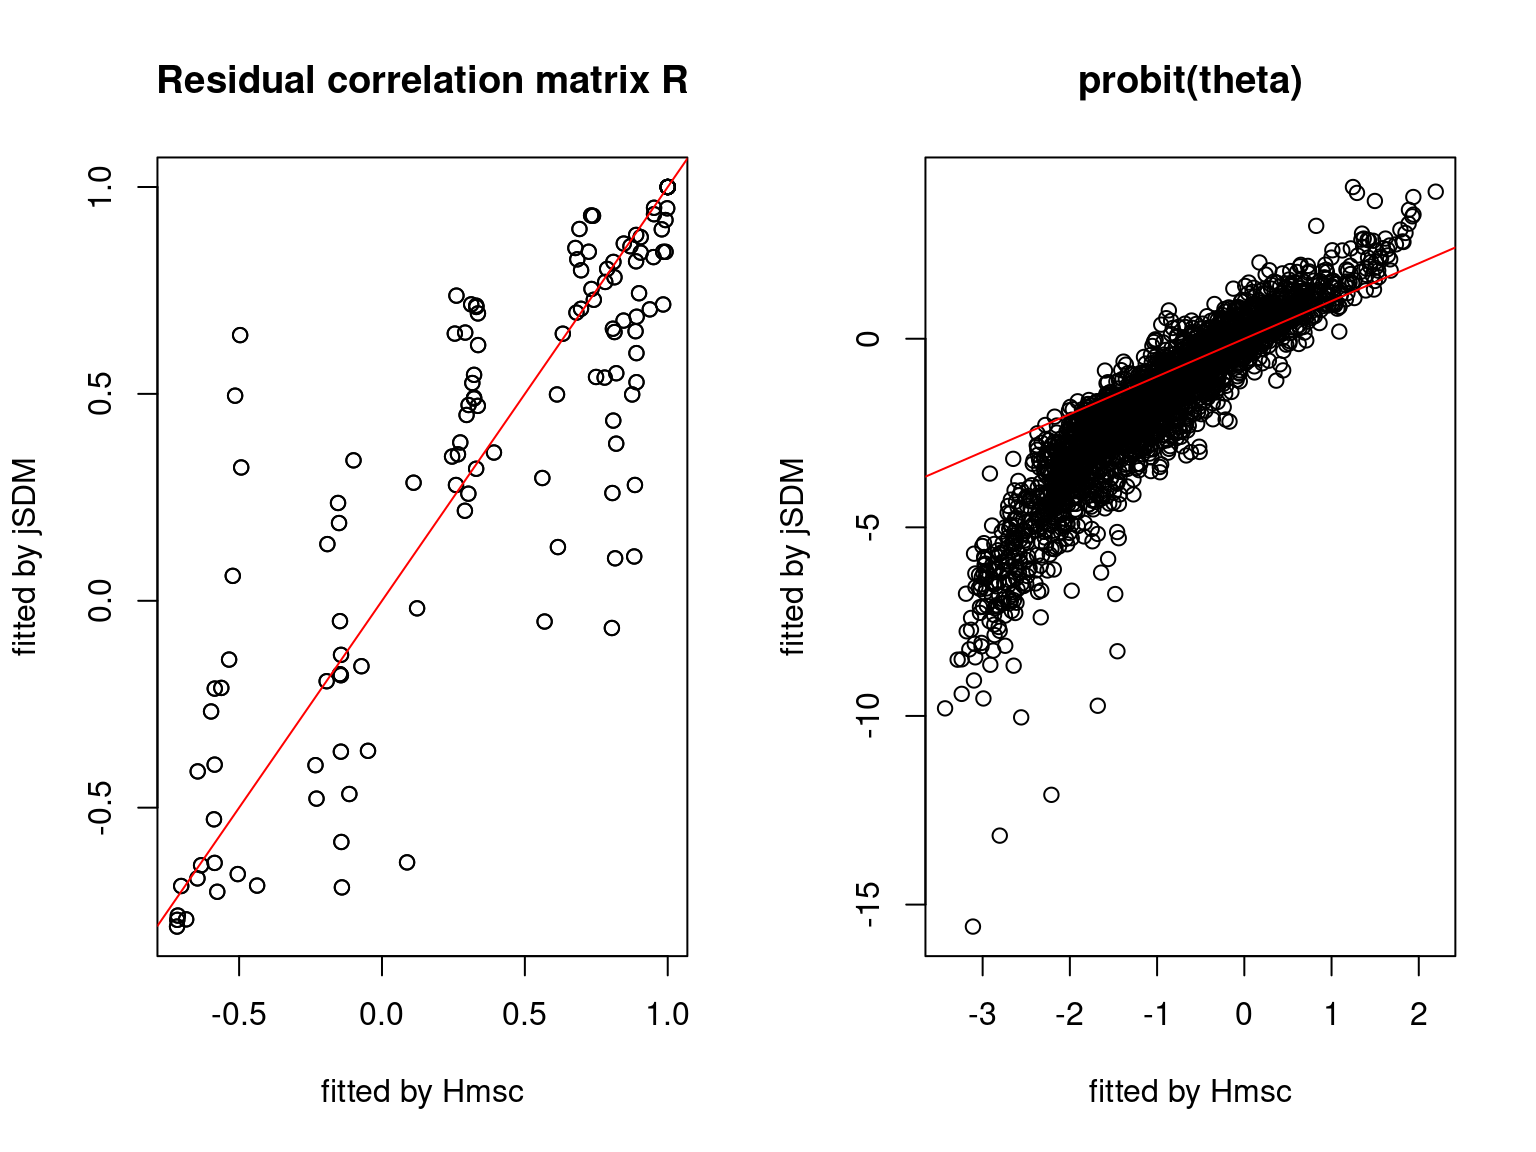 Residual correlation matrix R
fitted by jSDM
1.0
0.5
0.0
-0.5
-0.5 0.0 0.5 1.0
fitted by Hmsc
probit(theta)
fitted by jSDM
0
-5
-10
-15
-3 -2 -1 0 1 2
fitted by Hmsc